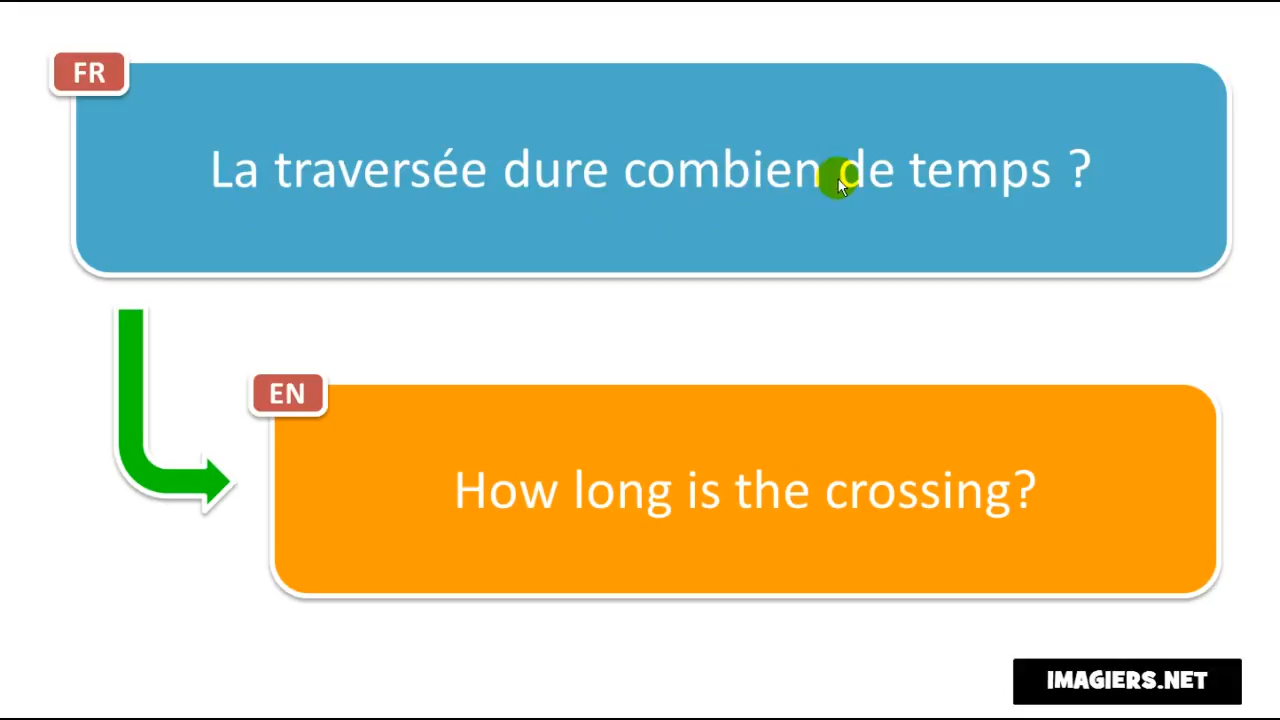 FR
La traversée dure combien de temps ?
EN
How long is the crossing?
IMAGIERS.NET